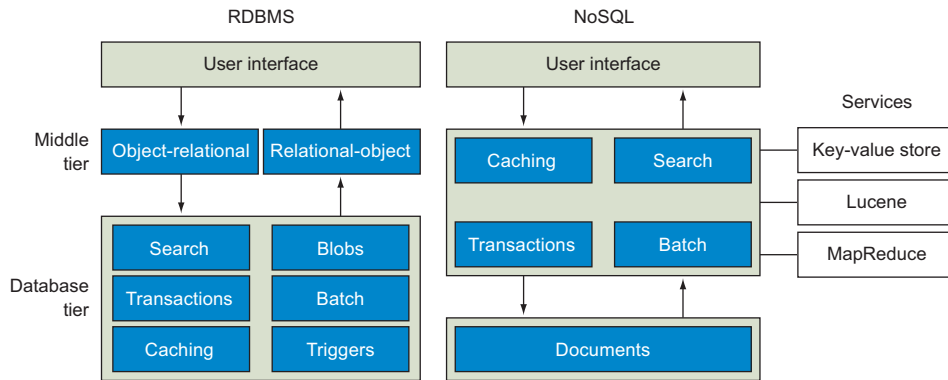 RDBMS
User interface
Middle
tier
Object-relational
Relational-object
Database
tier
Search
Blobs
Transactions
Batch
Caching
Triggers
NoSQL
User interface
Caching
Search
Transactions
Batch
Documents
Services
Key-value store
Lucene
MapReduce